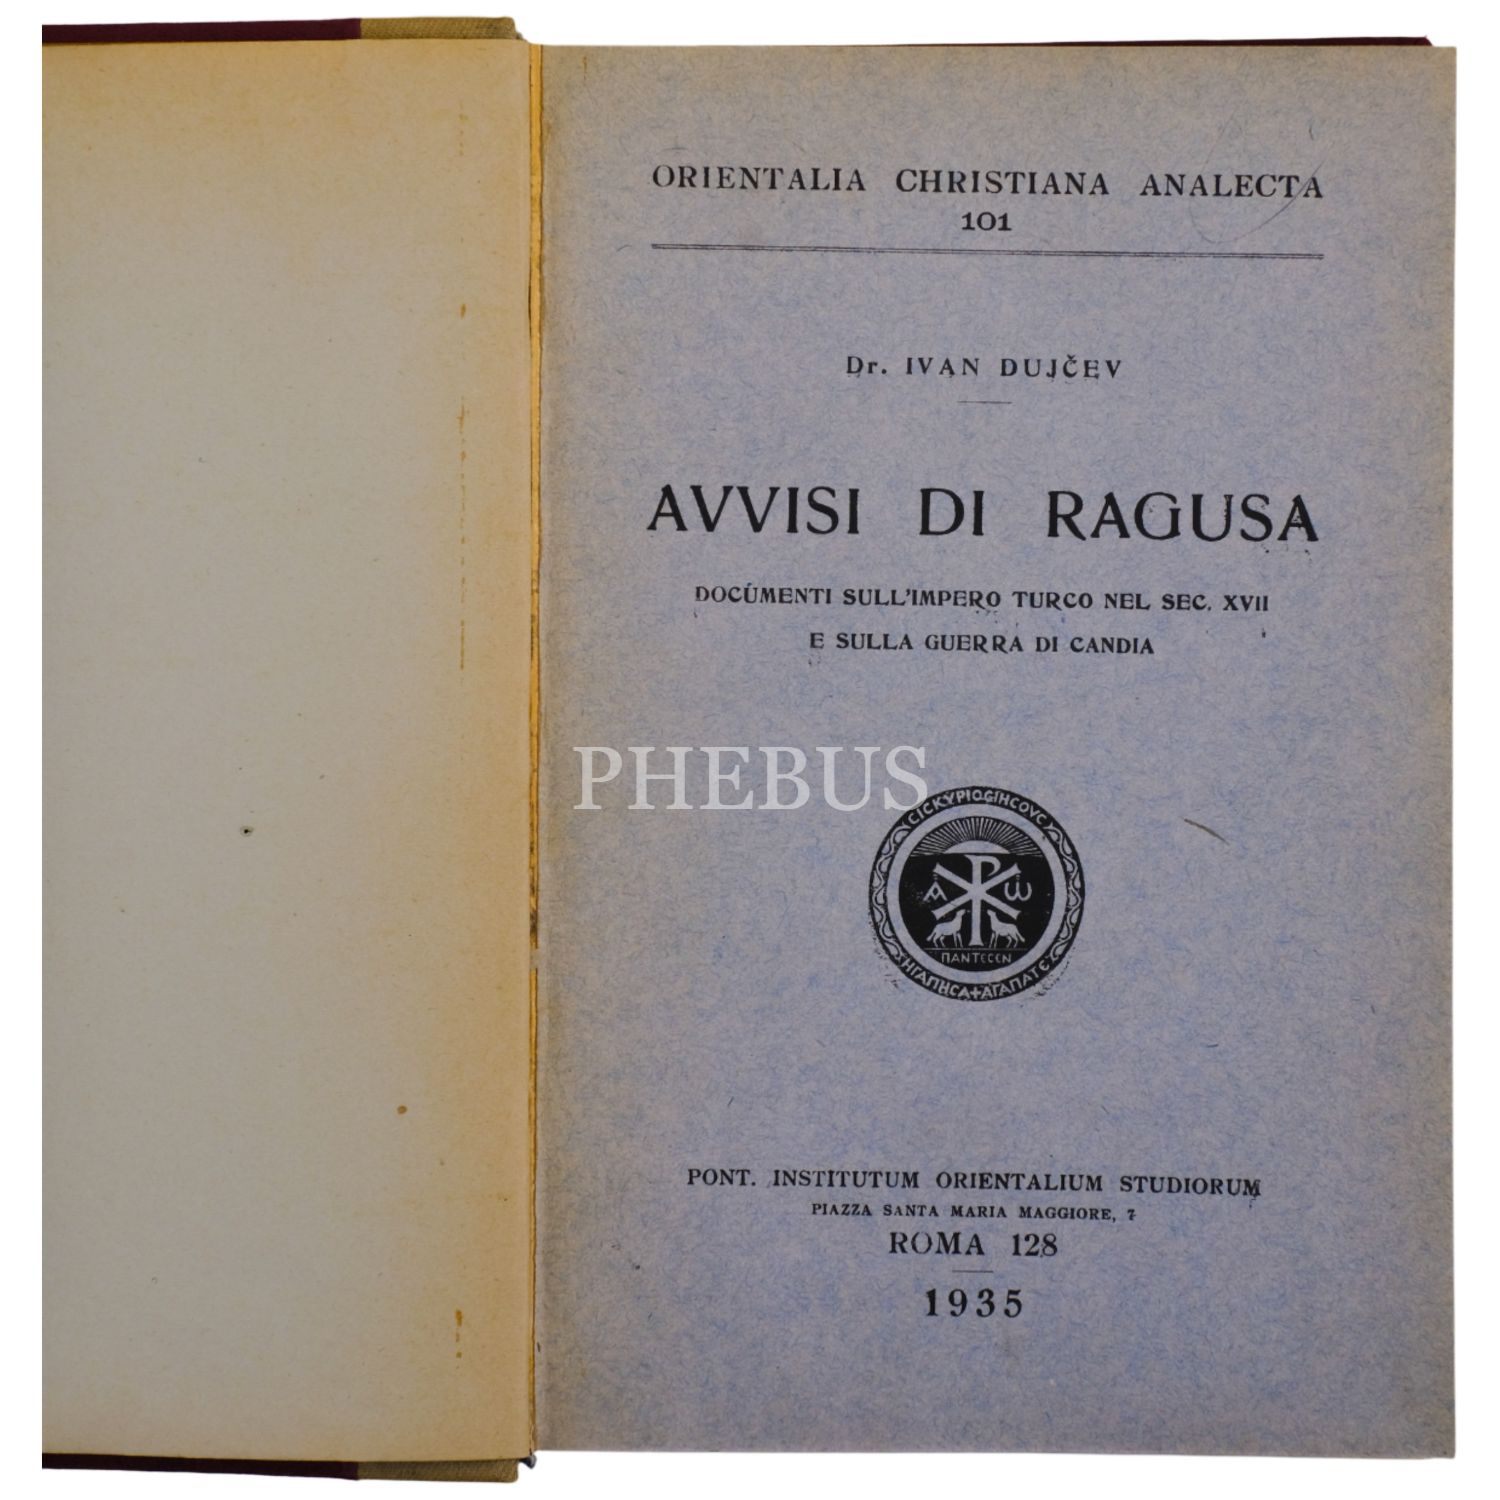 ORIENTALIA CHRISTIANA ANALECTA
101
Dr. IVAN DUJČEV
AVVISI DI RAGUSA
DOCUMENTI SULL'IMPERO TURCO NEL SEC. XVII
E SULLA GUERRA DI CANDIA
PHEBUS
ΠΑΝΤΕСΕΝ
PONT. INSTITUTUM ORIENTALIUM STUDIORUM
PIAZZA SANTA MARIA MAGGIORE, 7
ROMA 128
1935